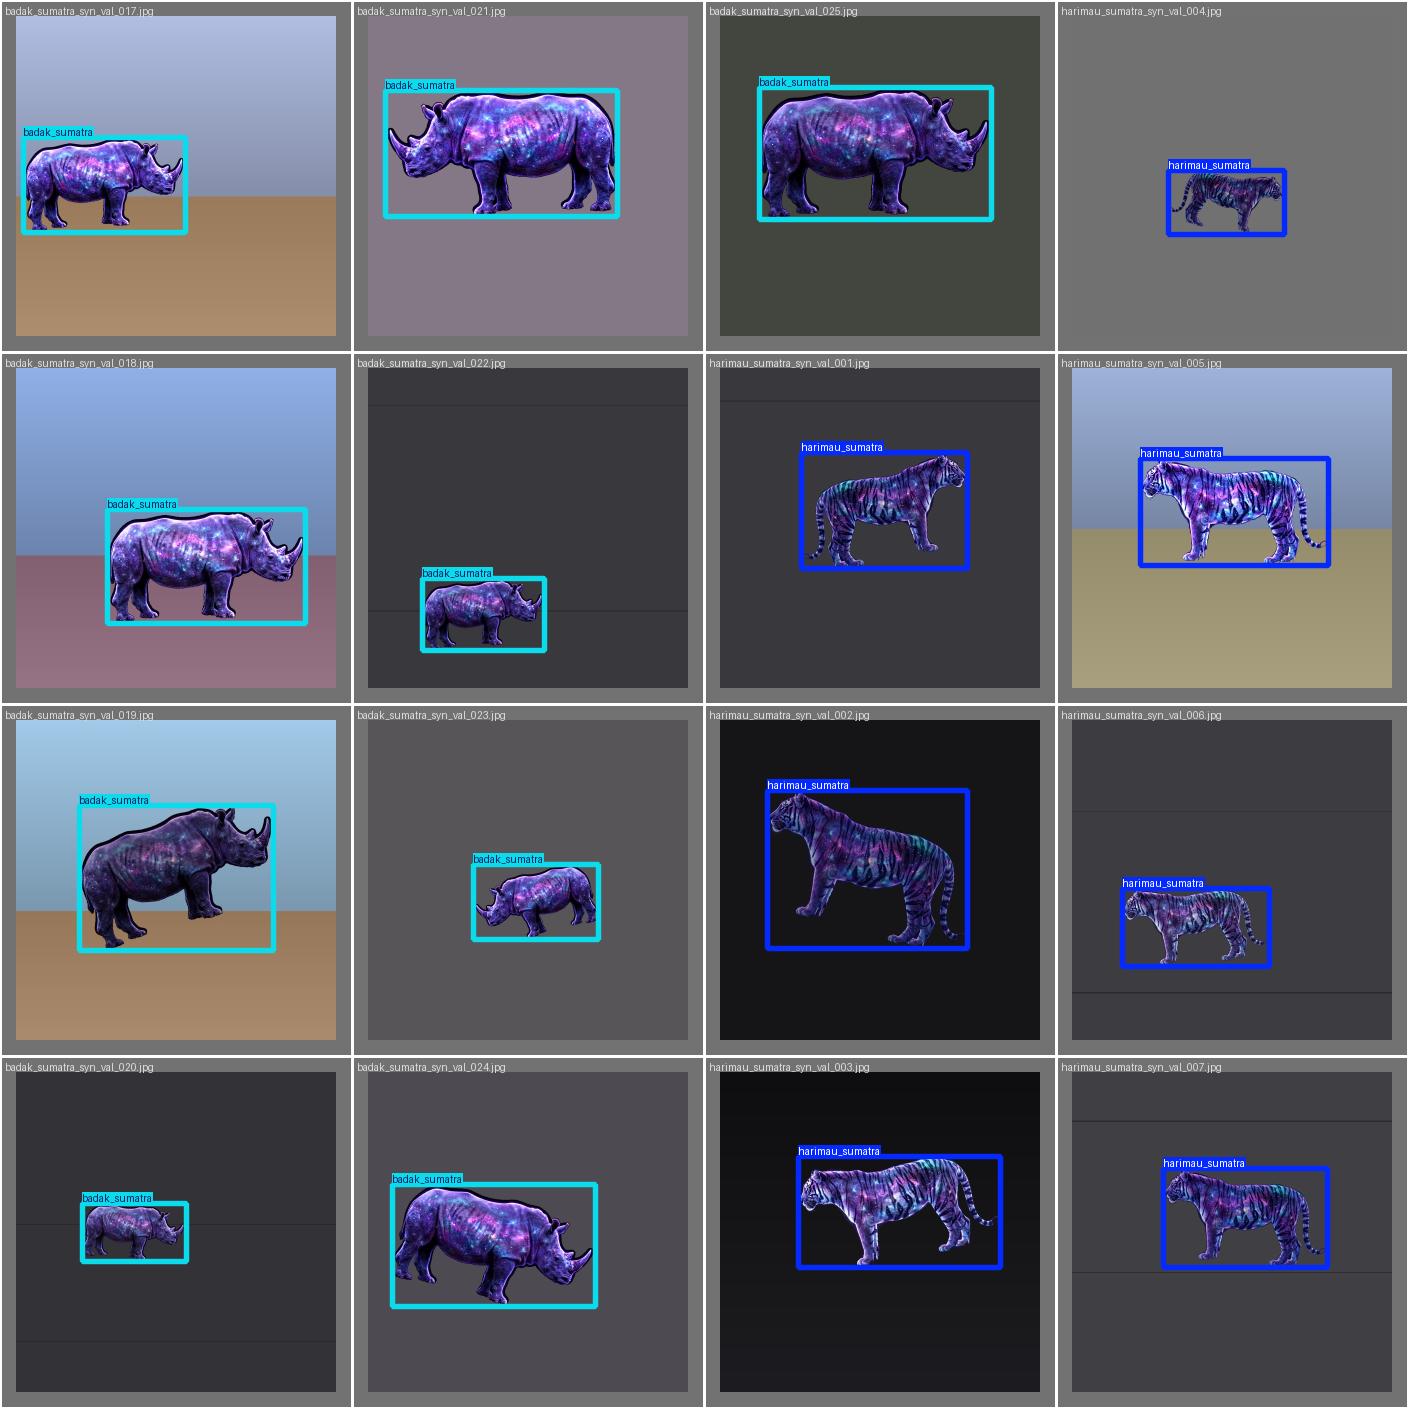 badak_sumatra_syn_val_017.jpg
badak_sumatra
badak_sumatra_syn_val_021.jpg
badak_sumatra
badak_sumatra_syn_val_025.jpg
badak_sumatra
harimau_sumatra_syn_val_004.jpg
harimau_sumatra
badak_sumatra_syn_val_018.jpg
badak_sumatra
badak_sumatra_syn_val_022.jpg
badak_sumatra
harimau_sumatra_syn_val_001.jpg
harimau_sumatra
harimau_sumatra_syn_val_005.jpg
harimau_sumatra
badak_sumatra_syn_val_019.jpg
badak_sumatra
badak_sumatra_syn_val_023.jpg
badak_sumatra
harimau_sumatra_syn_val_002.jpg
harimau_sumatra
harimau_sumatra_syn_val_006.jpg
harimau_sumatra
badak_sumatra_syn_val_020.jpg
badak_sumatra
badak_sumatra_syn_val_024.jpg
badak_sumatra
harimau_sumatra_syn_val_003.jpg
harimau_sumatra
harimau_sumatra_syn_val_007.jpg
harimau_sumatra